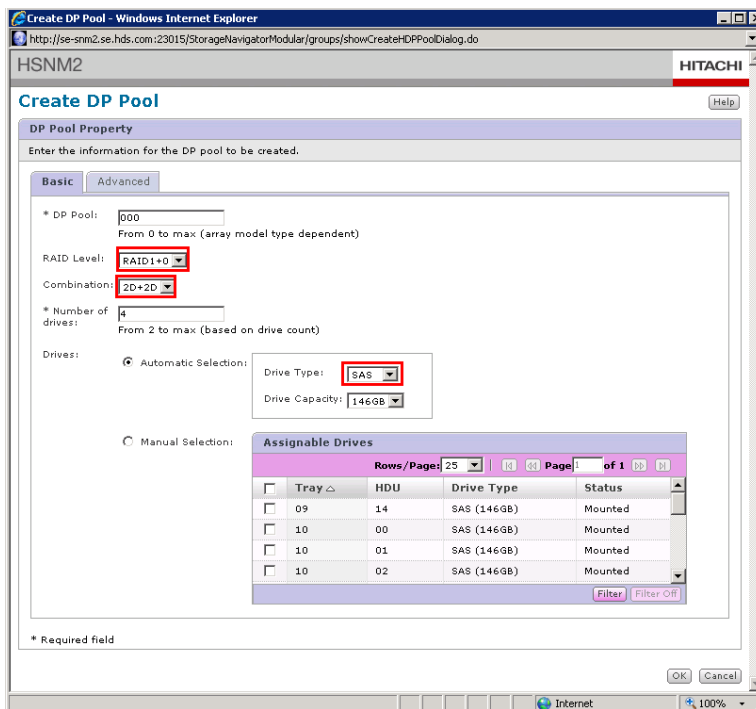 Create DP Pool - Windows Internet Explorer
http://se-snm2.se.hds.com:23015/StorageNavigatorModular/groups/showCreateHDPPoolDialog.do
HSNM2 HITACHI
Create DP Pool Help
DP Pool Property
Enter the information for the DP pool to be created.
Basic Advanced
* DP Pool: 000
From 0 to max (array model type dependent)
RAID Level: RAID1+0
Combination: 2D+2D
* Number of drives: 4
From 2 to max (based on drive count)
Drives: Automatic Selection:
Drive Type: SAS
Drive Capacity: 146GB
Manual Selection: Assignable Drives
Rows/Page: 25 Page 1 of 1
Tray HDU Drive Type Status
09 14 SAS (146GB) Mounted
10 00 SAS (146GB) Mounted
10 01 SAS (146GB) Mounted
10 02 SAS (146GB) Mounted
Filter Filter Off
* Required field
OK Cancel
Internet 100%